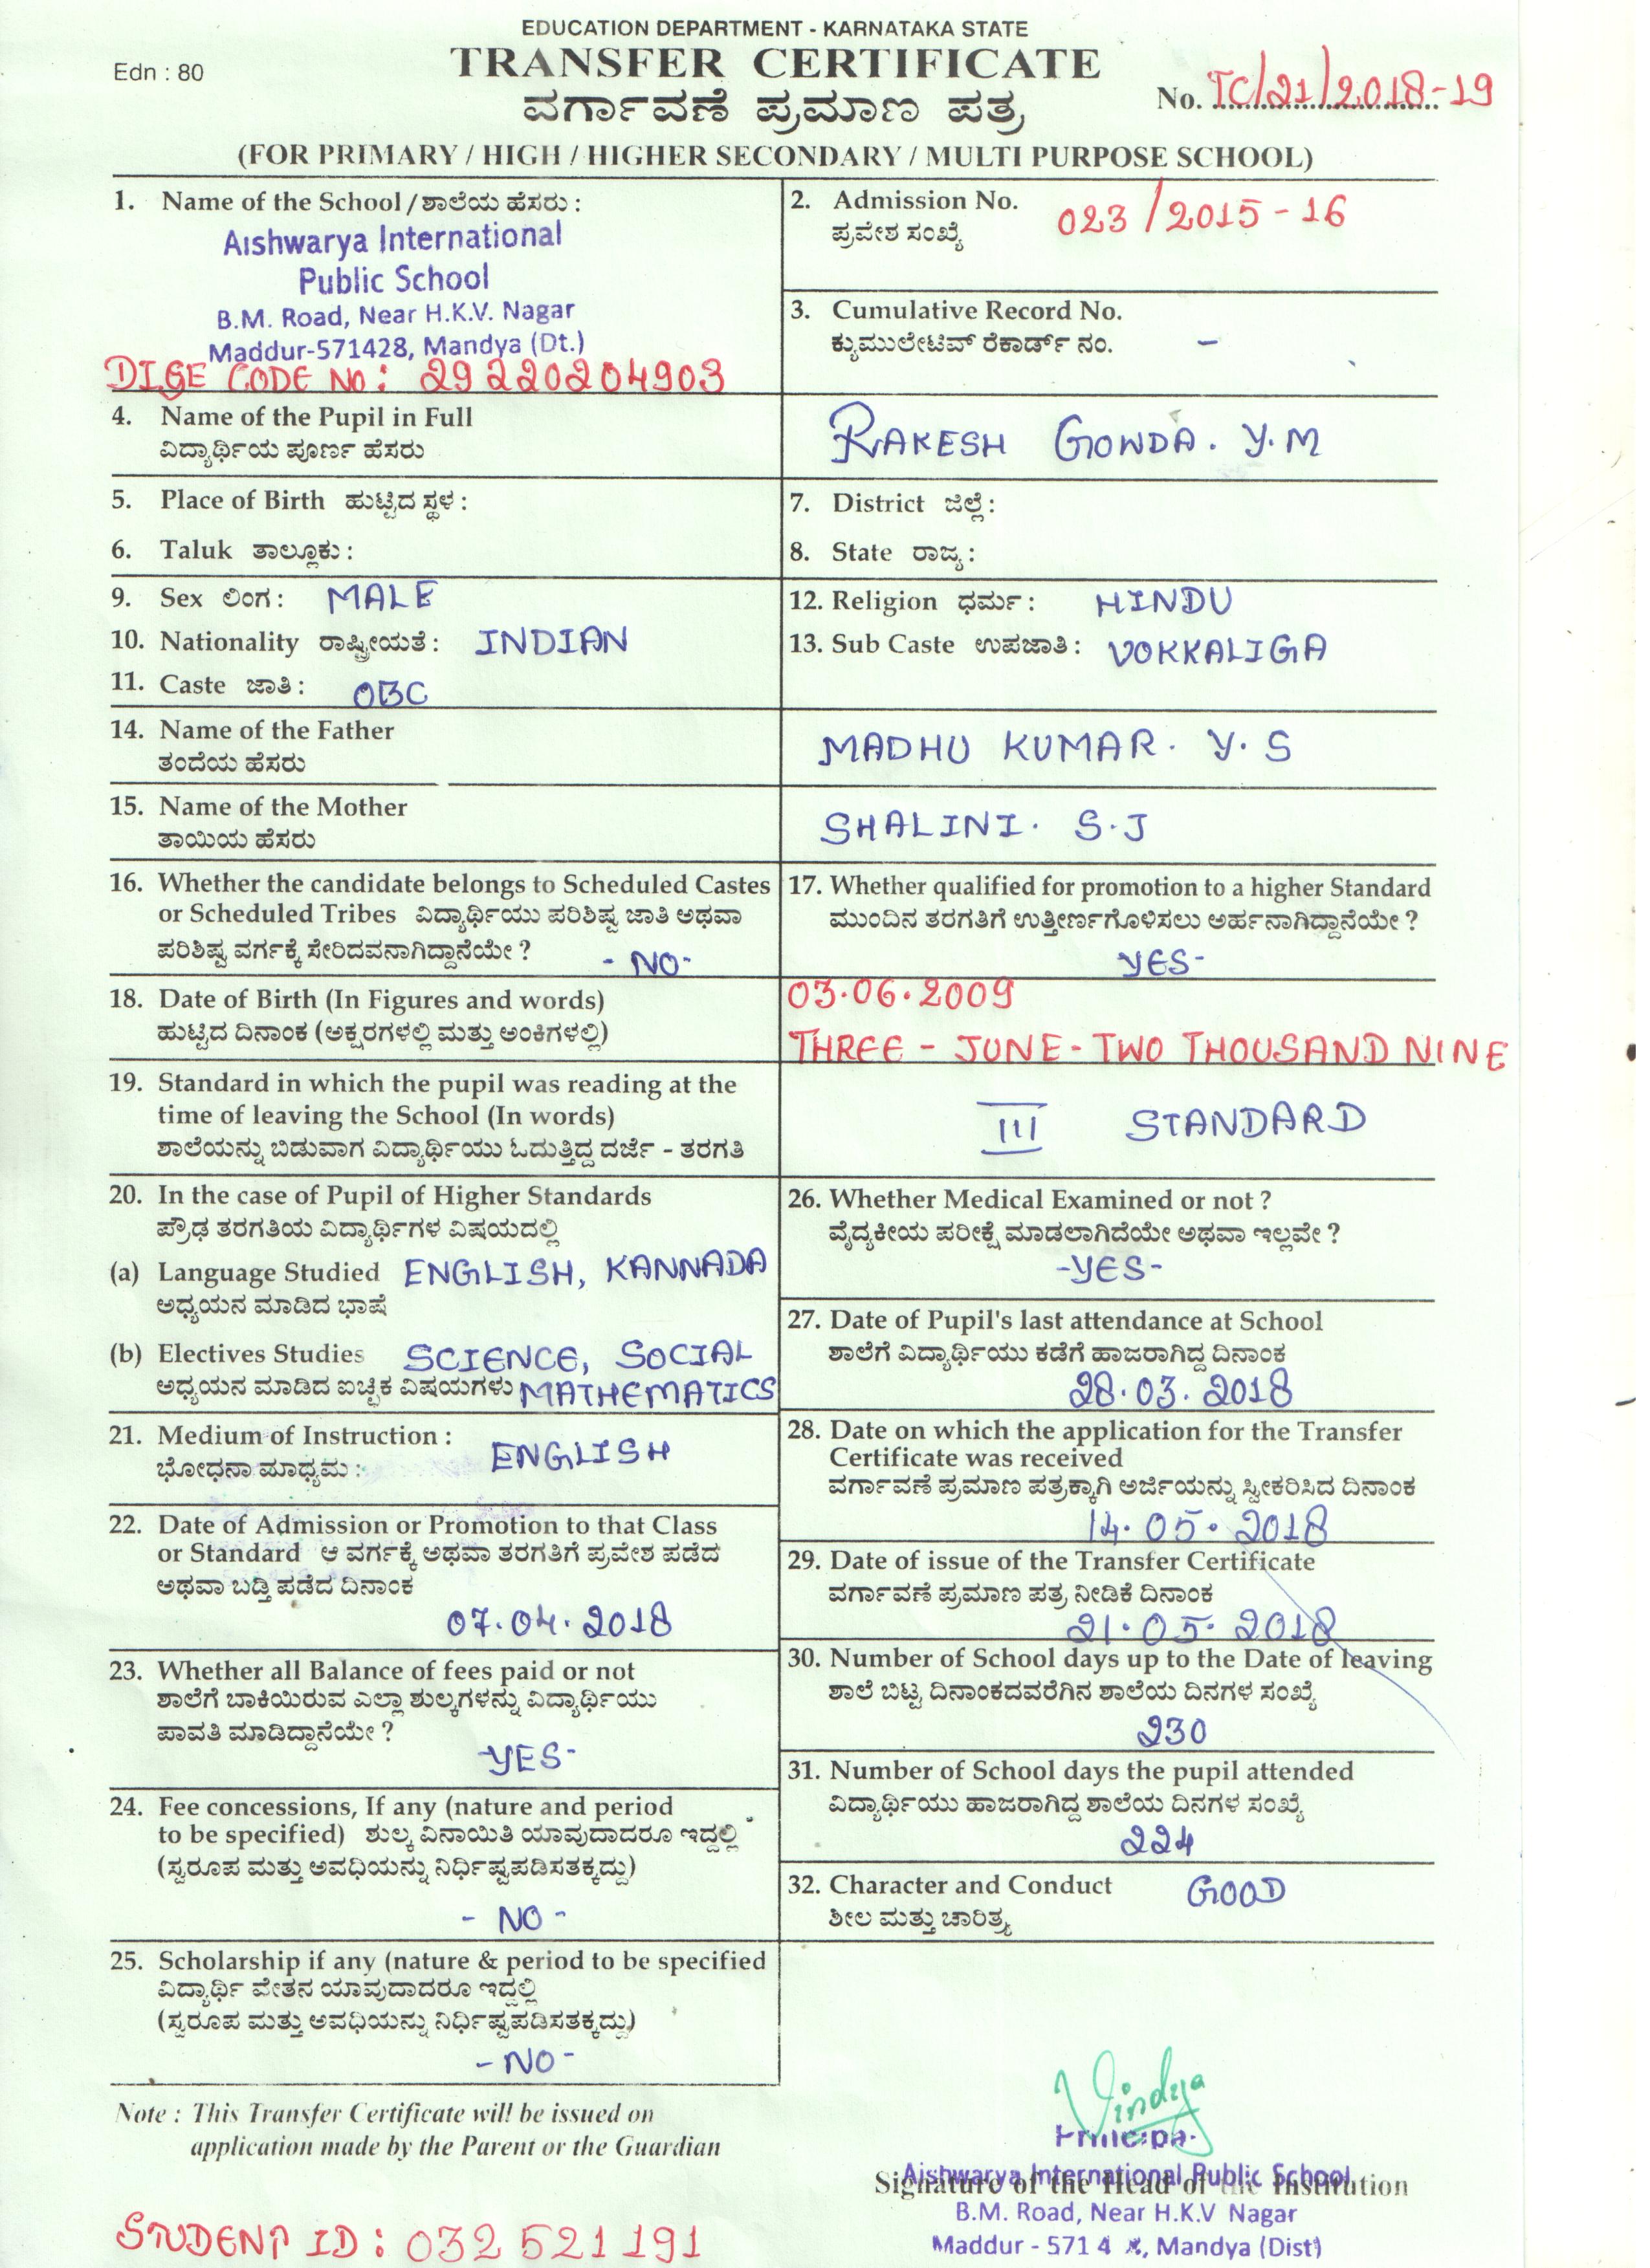 EDUCATION DEPARTMENT - KARNATAKA STATE
Edn : 80
TRANSFER CERTIFICATE
ವರ್ಗಾವಣೆ ಪ್ರಮಾಣ ಪತ್ರ
No. TC/21/2018-19
(FOR PRIMARY / HIGH / HIGHER SECONDARY / MULTI PURPOSE SCHOOL)
1. Name of the School / ಶಾಲೆಯ ಹೆಸರು :
Aishwarya International
Public School
B.M. Road, Near H.K.V. Nagar
Maddur-571428, Mandya (Dt.)
DISE CODE NO: 29220204903
2. Admission No. 023/2015-16
ಪ್ರವೇಶ ಸಂಖ್ಯೆ
3. Cumulative Record No.
ಕ್ಯುಮುಲೇಟಿವ್ ರೆಕಾರ್ಡ್ ನಂ. -
4. Name of the Pupil in Full
ವಿದ್ಯಾರ್ಥಿಯ ಪೂರ್ಣ ಹೆಸರು
RAKESH GOWDA. Y.M
5. Place of Birth ಹುಟ್ಟಿದ ಸ್ಥಳ :
6. Taluk ತಾಲ್ಲೂಕು :
7. District ಜಿಲ್ಲೆ :
8. State ರಾಜ್ಯ :
9. Sex ಲಿಂಗ : MALE
10. Nationality ರಾಷ್ಟ್ರೀಯತೆ : INDIAN
11. Caste ಜಾತಿ : OBC
12. Religion ಧರ್ಮ : HINDU
13. Sub Caste ಉಪಜಾತಿ : VOKKALIGA
14. Name of the Father
ತಂದೆಯ ಹೆಸರು
MADHU KUMAR. Y.S
15. Name of the Mother
ತಾಯಿಯ ಹೆಸರು
SHALINI. S.J
16. Whether the candidate belongs to Scheduled Castes
or Scheduled Tribes ವಿದ್ಯಾರ್ಥಿಯು ಪರಿಶಿಷ್ಟ ಜಾತಿ ಅಥವಾ
ಪರಿಶಿಷ್ಟ ವರ್ಗಕ್ಕೆ ಸೇರಿದವನಾಗಿದ್ದಾನೆಯೇ ? - NO-
17. Whether qualified for promotion to a higher Standard
ಮುಂದಿನ ತರಗತಿಗೆ ಉತ್ತೀರ್ಣಗೊಳಿಸಲು ಅರ್ಹನಾಗಿದ್ದಾನೆಯೇ ?
YES-
18. Date of Birth (In Figures and words)
ಹುಟ್ಟಿದ ದಿನಾಂಕ (ಅಕ್ಷರಗಳಲ್ಲಿ ಮತ್ತು ಅಂಕಿಗಳಲ್ಲಿ)
03.06.2009
THREE - JUNE - TWO THOUSAND NINE
19. Standard in which the pupil was reading at the
time of leaving the School (In words)
ಶಾಲೆಯನ್ನು ಬಿಡುವಾಗ ವಿದ್ಯಾರ್ಥಿಯು ಓದುತ್ತಿದ್ದ ದರ್ಜೆ - ತರಗತಿ
III STANDARD
20. In the case of Pupil of Higher Standards
ಪ್ರೌಢ ತರಗತಿಯ ವಿದ್ಯಾರ್ಥಿಗಳ ವಿಷಯದಲ್ಲಿ
(a) Language Studied ENGLISH, KANNADA
ಅಧ್ಯಯನ ಮಾಡಿದ ಭಾಷೆ
(b) Electives Studies SCIENCE, SOCIAL
ಅಧ್ಯಯನ ಮಾಡಿದ ಐಚ್ಛಿಕ ವಿಷಯಗಳು MATHEMATICS
21. Medium of Instruction : ENGLISH
ಭೋಧನಾ ಮಾಧ್ಯಮ :
22. Date of Admission or Promotion to that Class
or Standard ಆ ವರ್ಗಕ್ಕೆ ಅಥವಾ ತರಗತಿಗೆ ಪ್ರವೇಶ ಪಡೆದ
ಅಥವಾ ಬಡ್ತಿ ಪಡೆದ ದಿನಾಂಕ
07.04.2018
23. Whether all Balance of fees paid or not
ಶಾಲೆಗೆ ಬಾಕಿಯಿರುವ ಎಲ್ಲಾ ಶುಲ್ಕಗಳನ್ನು ವಿದ್ಯಾರ್ಥಿಯು
ಪಾವತಿ ಮಾಡಿದ್ದಾನೆಯೇ ?
-YES-
24. Fee concessions, If any (nature and period
to be specified) ಶುಲ್ಕ ವಿನಾಯಿತಿ ಯಾವುದಾದರೂ ಇದ್ದಲ್ಲಿ
(ಸ್ವರೂಪ ಮತ್ತು ಅವಧಿಯನ್ನು ನಿರ್ಧಿಷ್ಟಪಡಿಸತಕ್ಕದ್ದು)
- NO -
25. Scholarship if any (nature & period to be specified
ವಿದ್ಯಾರ್ಥಿ ವೇತನ ಯಾವುದಾದರೂ ಇದ್ದಲ್ಲಿ
(ಸ್ವರೂಪ ಮತ್ತು ಅವಧಿಯನ್ನು ನಿರ್ಧಿಷ್ಟಪಡಿಸತಕ್ಕದ್ದು)
- NO -
26. Whether Medical Examined or not ?
ವೈದ್ಯಕೀಯ ಪರೀಕ್ಷೆ ಮಾಡಲಾಗಿದೆಯೇ ಅಥವಾ ಇಲ್ಲವೇ ?
-YES-
27. Date of Pupil's last attendance at School
ಶಾಲೆಗೆ ವಿದ್ಯಾರ್ಥಿಯು ಕಡೆಗೆ ಹಾಜರಾಗಿದ್ದ ದಿನಾಂಕ
28.03.2018
28. Date on which the application for the Transfer
Certificate was received
ವರ್ಗಾವಣೆ ಪ್ರಮಾಣ ಪತ್ರಕ್ಕಾಗಿ ಅರ್ಜಿಯನ್ನು ಸ್ವೀಕರಿಸಿದ ದಿನಾಂಕ
14.05.2018
29. Date of issue of the Transfer Certificate
ವರ್ಗಾವಣೆ ಪ್ರಮಾಣ ಪತ್ರ ನೀಡಿಕೆ ದಿನಾಂಕ
21.05.2018
30. Number of School days up to the Date of leaving
ಶಾಲೆ ಬಿಟ್ಟ ದಿನಾಂಕದವರೆಗಿನ ಶಾಲೆಯ ದಿನಗಳ ಸಂಖ್ಯೆ
230
31. Number of School days the pupil attended
ವಿದ್ಯಾರ್ಥಿಯು ಹಾಜರಾಗಿದ್ದ ಶಾಲೆಯ ದಿನಗಳ ಸಂಖ್ಯೆ
224
32. Character and Conduct GOOD
ಶೀಲ ಮತ್ತು ಚಾರಿತ್ರ್ಯ
Note : This Transfer Certificate will be issued on
application made by the Parent or the Guardian
Vindya
Principal
Aishwarya International Public School
Signature of the Head of the Institution
B.M. Road, Near H.K.V Nagar
Maddur - 5714, Mandya (Dist)
STUDENT ID : 032521191